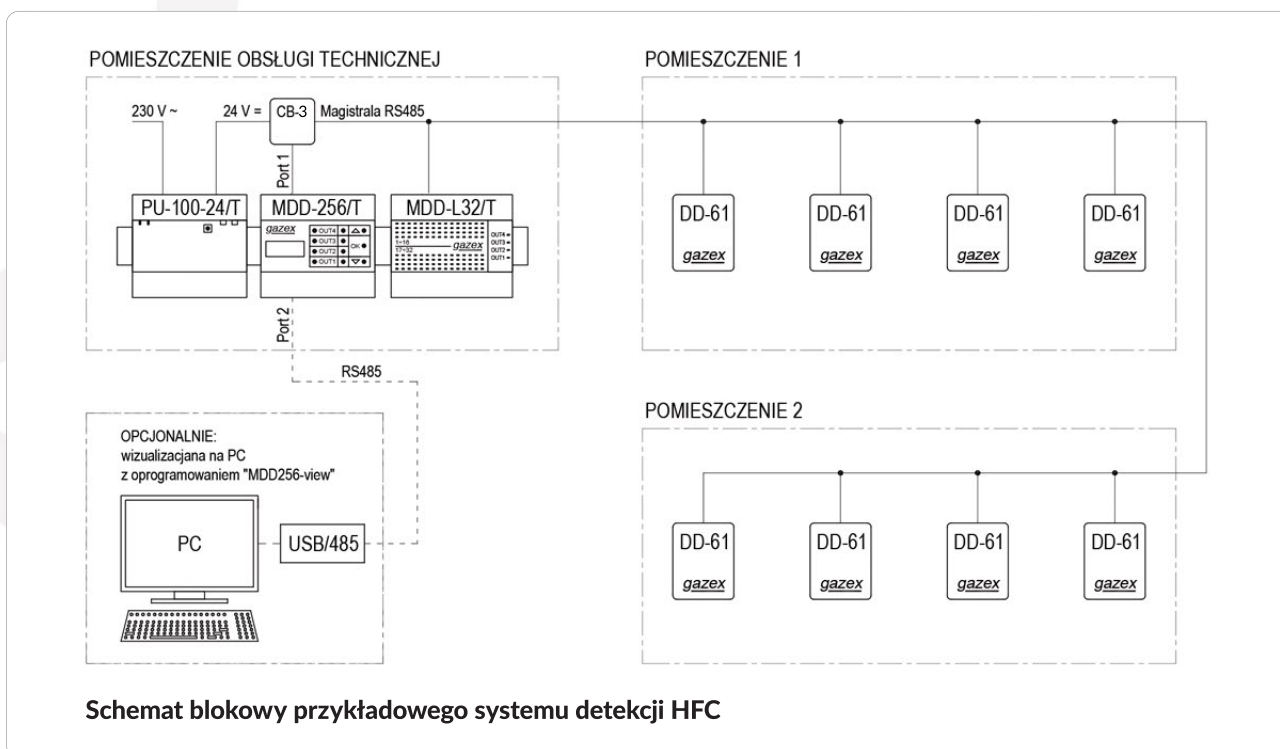 POMIESZCZENIE OBSŁUGI TECHNICZNEJ
230 V ~
24 V =
CB-3
Magistrala RS485
Port 1
PU-100-24/T
MDD-256/T
gazex
OUT4
OUT3
OK
OUT2
OUT1
MDD-L32/T
1÷16
17÷32
gazex
OUT4
OUT3
OUT2
OUT1
Port 2
RS485
POMIESZCZENIE 1
DD-61
gazex
DD-61
gazex
DD-61
gazex
DD-61
gazex
OPCJONALNIE:
wizualizacjana na PC
z oprogramowaniem "MDD256-view"
PC
USB/485
POMIESZCZENIE 2
DD-61
gazex
DD-61
gazex
DD-61
gazex
DD-61
gazex
Schemat blokowy przykładowego systemu detekcji HFC